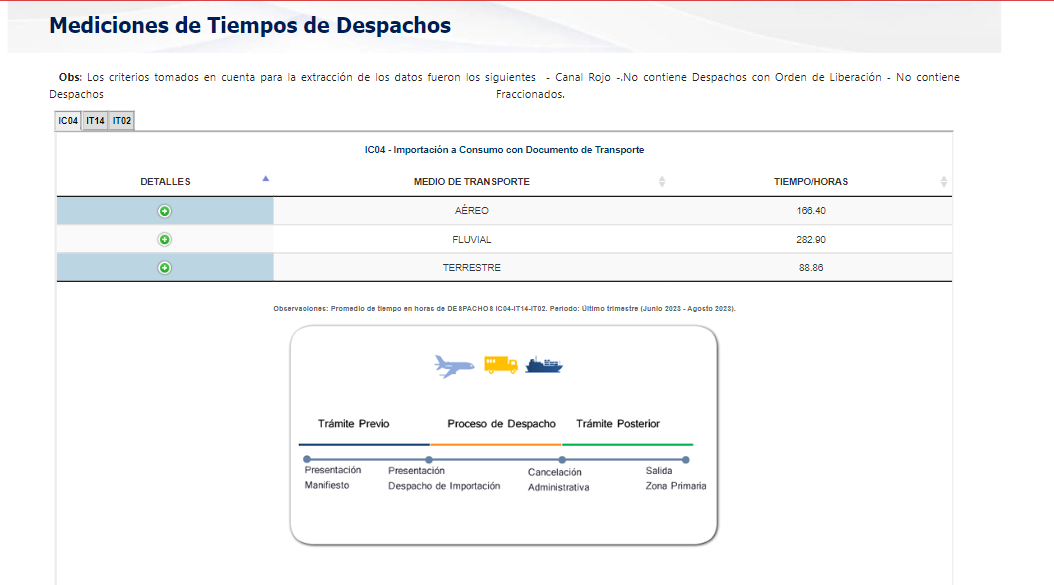 Mediciones de Tiempos de Despachos
Obs: Los criterios tomados en cuenta para la extracción de los datos fueron los siguientes - Canal Rojo -.No contiene Despachos con Orden de Liberación - No contiene
Despachos Fraccionados.
IC04 IT14 IT02
IC04 - Importación a Consumo con Documento de Transporte
DETALLES MEDIO DE TRANSPORTE TIEMPO/HORAS
AÉREO 166.40
FLUVIAL 282.90
TERRESTRE 88.86
Observaciones: Promedio de tiempo en horas de DESPACHOS IC04-IT14-IT02. Periodo: Último trimestre (Junio 2023 - Agosto 2023).
Trámite Previo Proceso de Despacho Trámite Posterior
Presentación Presentación Cancelación Salida
Manifiesto Despacho de Importación Administrativa Zona Primaria